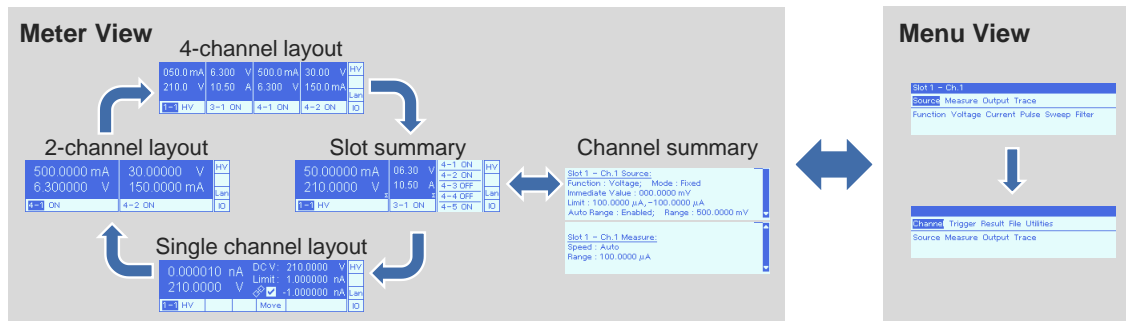 Meter View
4-channel layout
050.0 mA 6.300 V 500.0 mA 30.00 V HV
210.0 V 10.50 A 6.300 V 150.0 mA
Lan
1-1 HV 3-1 ON 4-1 ON 4-2 ON IO
2-channel layout
500.0000 mA 30.00000 V HV
6.300000 V 150.0000 mA
Lan
4-1 ON 4-2 ON IO
Slot summary
50.00000 mA 06.30 V 4-1 ON HV
4-2 ON
210.0000 V 10.50 A 4-3 OFF
4-4 OFF Lan
1-1 HV 3-1 ON 4-5 ON IO
Channel summary
Slot 1 - Ch.1 Source:
Function : Voltage; Mode : Fixed
Immediate Value : 000.0000 mV
Limit : 100.0000 µA, -100.0000 µA
Auto Range : Enabled; Range : 500.0000 mV
Slot 1 - Ch.1 Measure:
Speed : Auto
Range : 100.0000 µA
Single channel layout
0.000010 nA DC V : 210.0000 V HV
Limit : 1.000000 nA
210.0000 V -1.000000 nA Lan
1-1 HV Move IO
Menu View
Slot 1 - Ch.1
Source Measure Output Trace
Function Voltage Current Pulse Sweep Filter
Channel Trigger Result File Utilities
Source Measure Output Trace